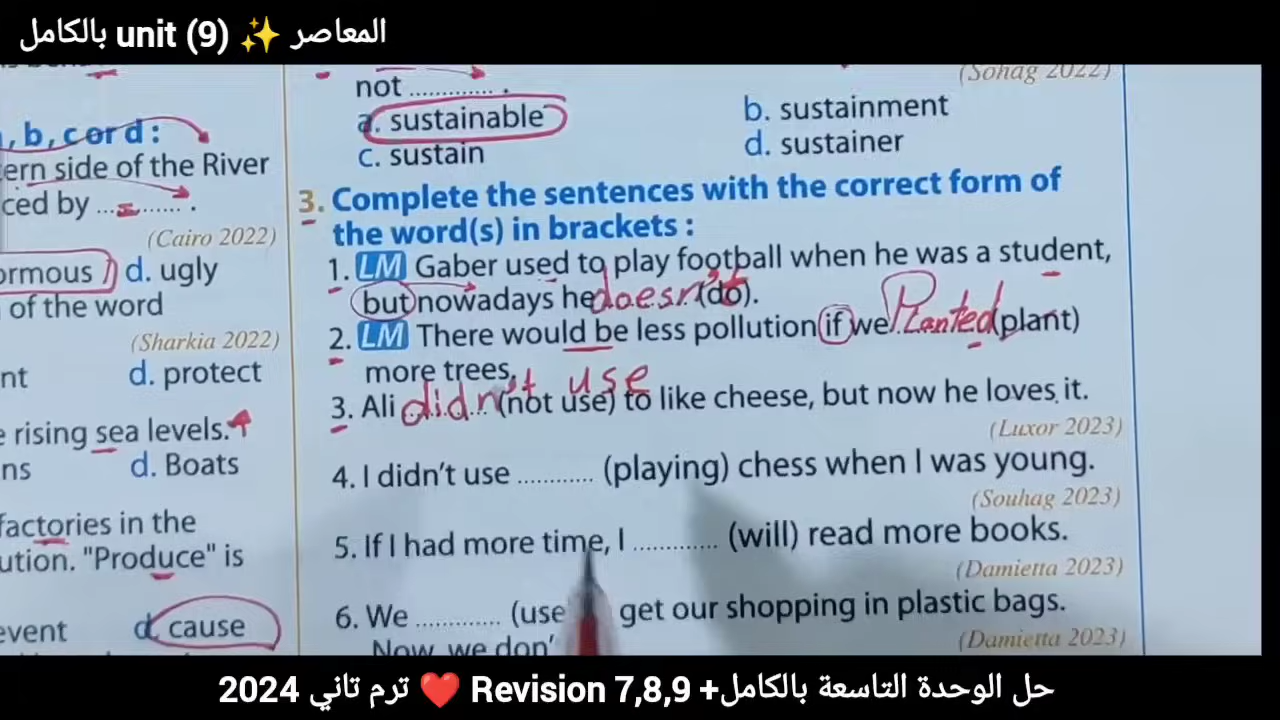 المعاصر ✨ unit (9) بالكامل
, b, c or d :
ern side of the River
ced by ............ .
(Cairo 2022)
ormous d. ugly
of the word
(Sharkia 2022)
nt d. protect
e rising sea levels.
ns d. Boats
factories in the
ution. "Produce" is
event d. cause
not ............. .
(Sohag 2022)
a. sustainable b. sustainment
c. sustain d. sustainer
3. Complete the sentences with the correct form of
the word(s) in brackets :
1. LM Gaber used to play football when he was a student,
but nowadays he doesn't (do).
2. LM There would be less pollution if we Planted (plant)
more trees.
3. Ali didn't use (not use) to like cheese, but now he loves it.
(Luxor 2023)
4. I didn't use ............ (playing) chess when I was young.
(Souhag 2023)
5. If I had more time, I ............. (will) read more books.
(Damietta 2023)
6. We ............. (use get our shopping in plastic bags.
(Damietta 2023)
Now we don'
حل الوحدة التاسعة بالكامل+ Revision 7,8,9 ❤️ ترم تاني 2024